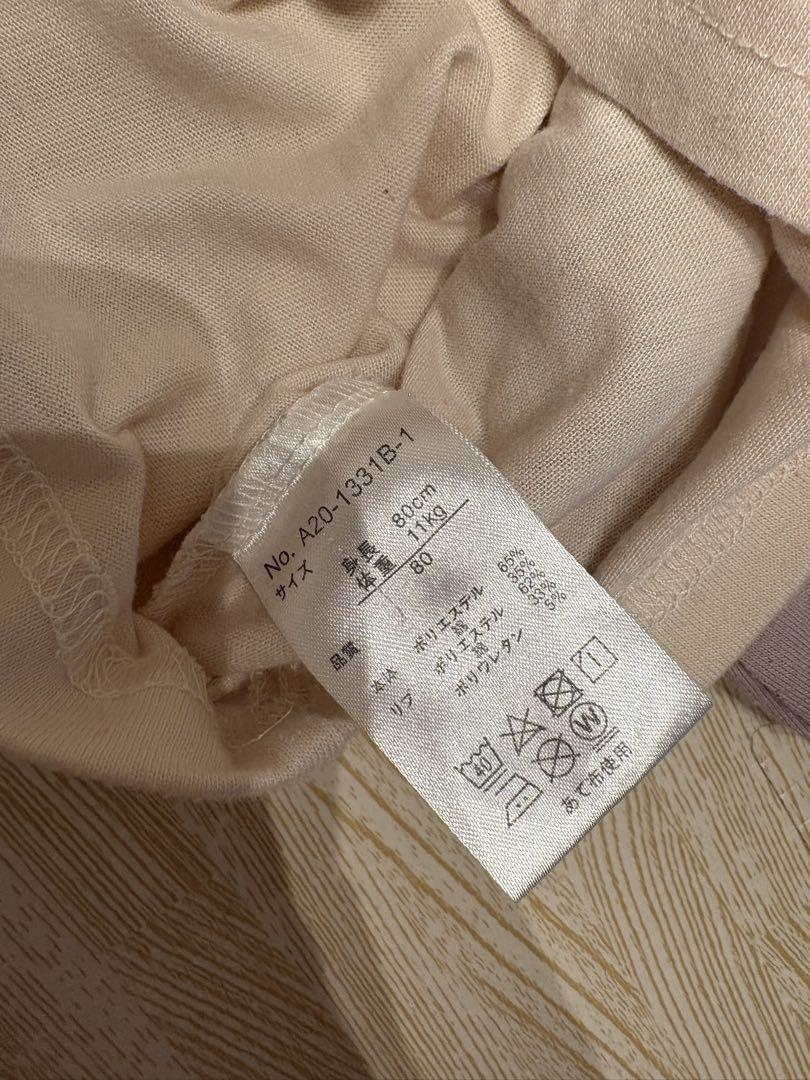 No. A20-1331B-1
サイズ
身長 80cm
体重 11kg
80
品質
本体 ポリエステル 65%
綿 35%
リブ ポリエステル 62%
綿 33%
ポリウレタン 5%
40
W
あて布使用